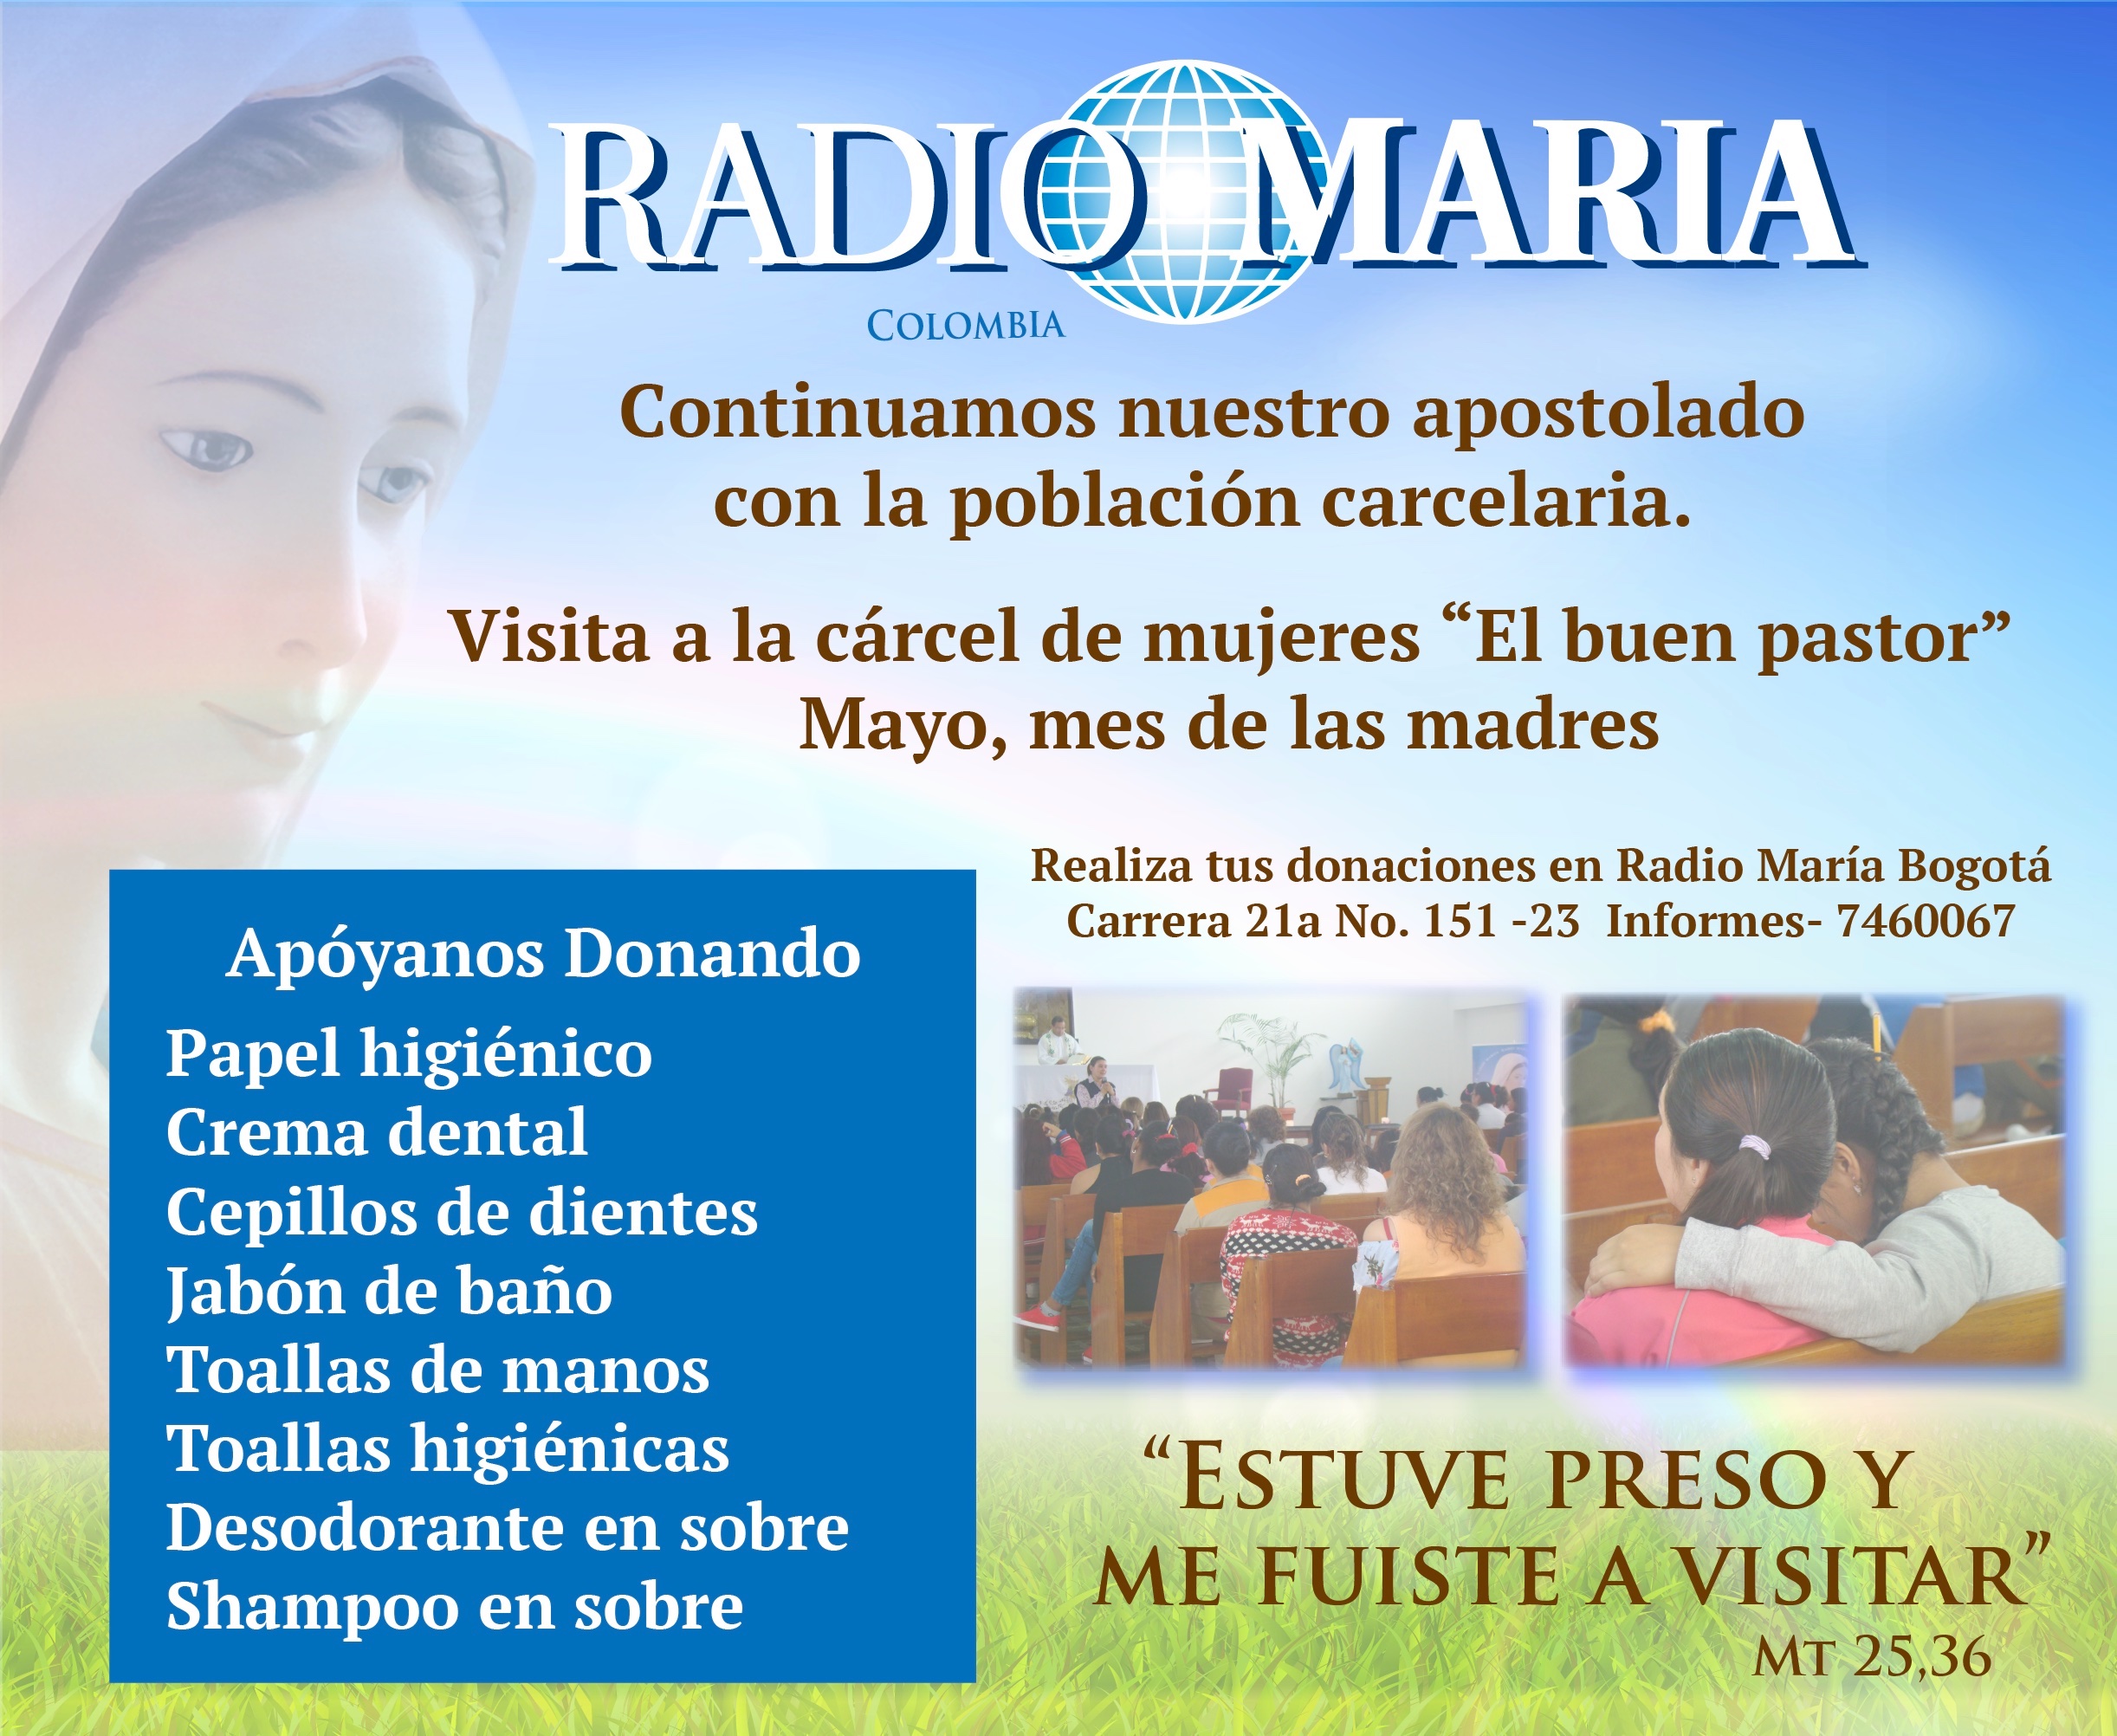 RADIO MARIA
COLOMBIA
Continuamos nuestro apostolado
con la población carcelaria.
Visita a la cárcel de mujeres “El buen pastor”
Mayo, mes de las madres
Realiza tus donaciones en Radio María Bogotá
Carrera 21a No. 151 -23 Informes- 7460067
Apóyanos Donando
Papel higiénico
Crema dental
Cepillos de dientes
Jabón de baño
Toallas de manos
Toallas higiénicas
Desodorante en sobre
Shampoo en sobre
“ESTUVE PRESO Y
ME FUISTE A VISITAR”
MT 25,36